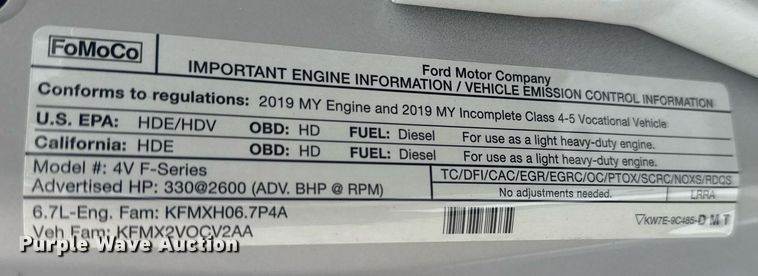 FoMoCo
Ford Motor Company
IMPORTANT ENGINE INFORMATION / VEHICLE EMISSION CONTROL INFORMATION
Conforms to regulations: 2019 MY Engine and 2019 MY Incomplete Class 4-5 Vocational Vehicle
U.S. EPA: HDE/HDV OBD: HD FUEL: Diesel For use as a light heavy-duty engine.
California: HDE OBD: HD FUEL: Diesel For use as a light heavy-duty engine.
Model #: 4V F-Series
Advertised HP: 330@2600 (ADV. BHP @ RPM)
TC/DFI/CAC/EGR/EGRC/OC/PTOX/SCRC/NOXS/RDQS
No adjustments needed. LRRA
6.7L-Eng. Fam: KFMXH06.7P4A
Veh Fam: KFMX2VOCV2AA
KW7E-9C485-DMT
Purple Wave Auction